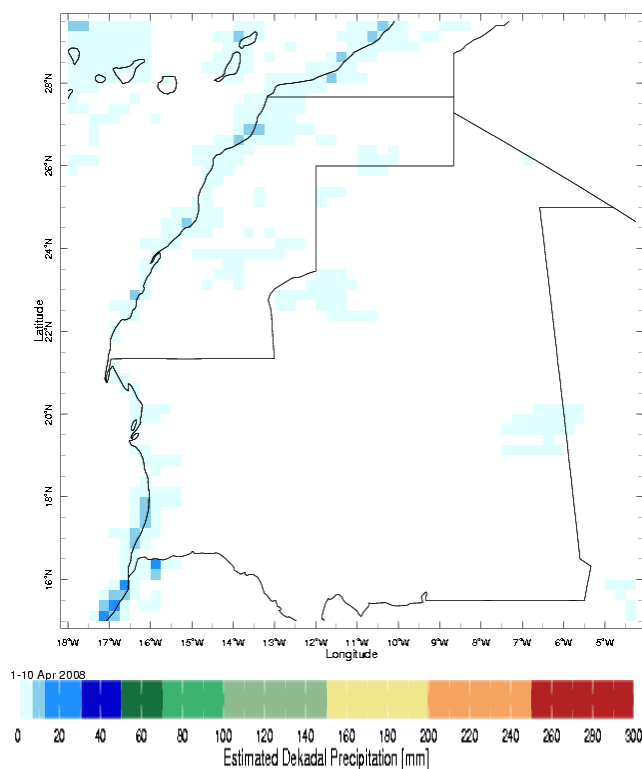 28°N
26°N
24°N
22°N
20°N
18°N
16°N
Latitude
18°W 17°W 16°W 15°W 14°W 13°W 12°W 11°W 10°W 9°W 8°W 7°W 6°W 5°W
Longitude
1-10 Apr 2008
0 20 40 60 80 100 120 140 160 180 200 220 240 260 280 300
Estimated Dekadal Precipitation [mm]